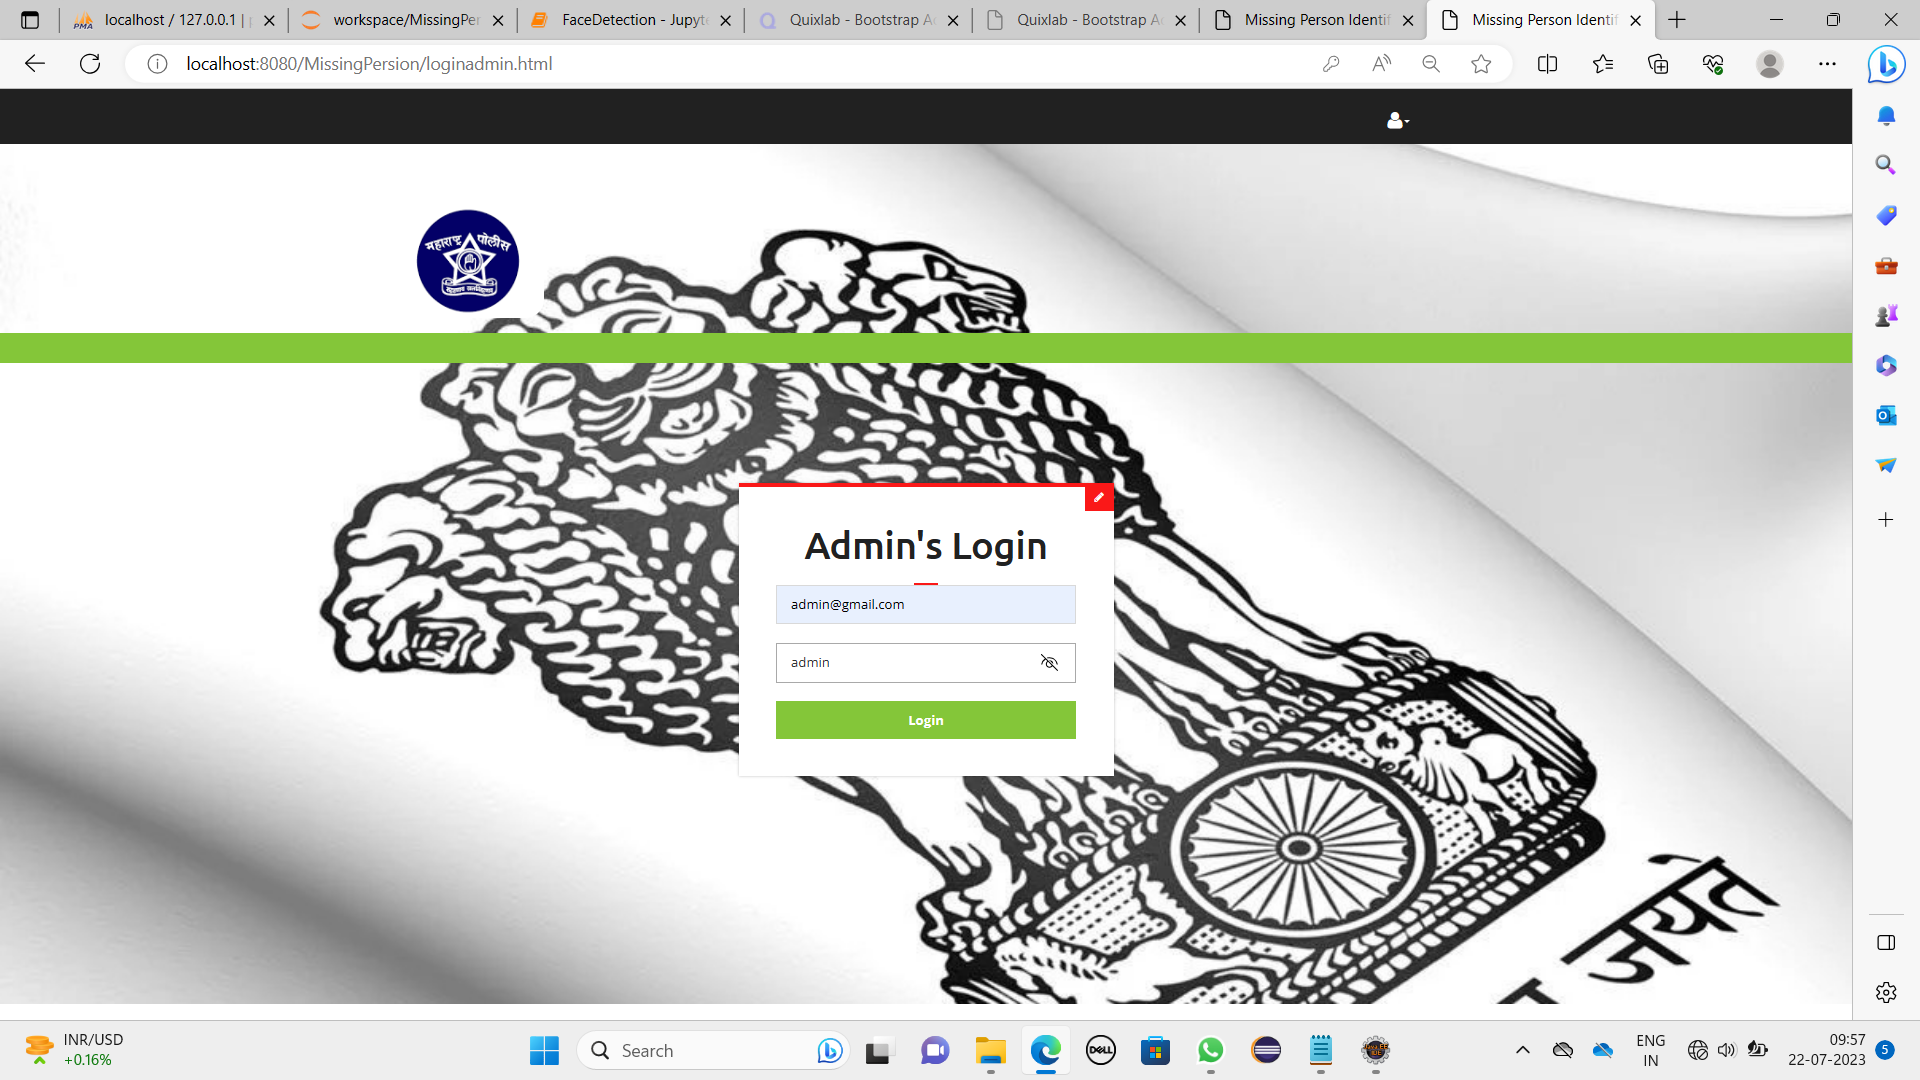 localhost / 127.0.0.1 | p
workspace/MissingPer
FaceDetection - Jupyt
Quixlab - Bootstrap A
Quixlab - Bootstrap A
Missing Person Identif
Missing Person Identif
localhost:8080/MissingPersion/loginadmin.html
महाराष्ट्र पोलीस
Admin's Login
admin@gmail.com
admin
Login
जयते
INR/USD
+0.16%
Search
DELL
ENG
IN
09:57
22-07-2023
5